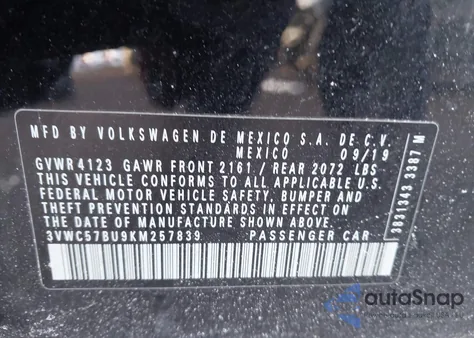 MFD BY VOLKSWAGEN DE MEXICO S.A. DE C.V.
MEXICO 09/19
GVWR 4123 GAWR FRONT 2161 / REAR 2072 LBS
THIS VEHICLE CONFORMS TO ALL APPLICABLE U.S.
FEDERAL MOTOR VEHICLE SAFETY, BUMPER AND
THEFT PREVENTION STANDARDS IN EFFECT ON
THE DATE OF MANUFACTURE SHOWN ABOVE.
3VWC57BU9KM257839 PASSENGER CAR
3D31343 3387 M
autaSnap